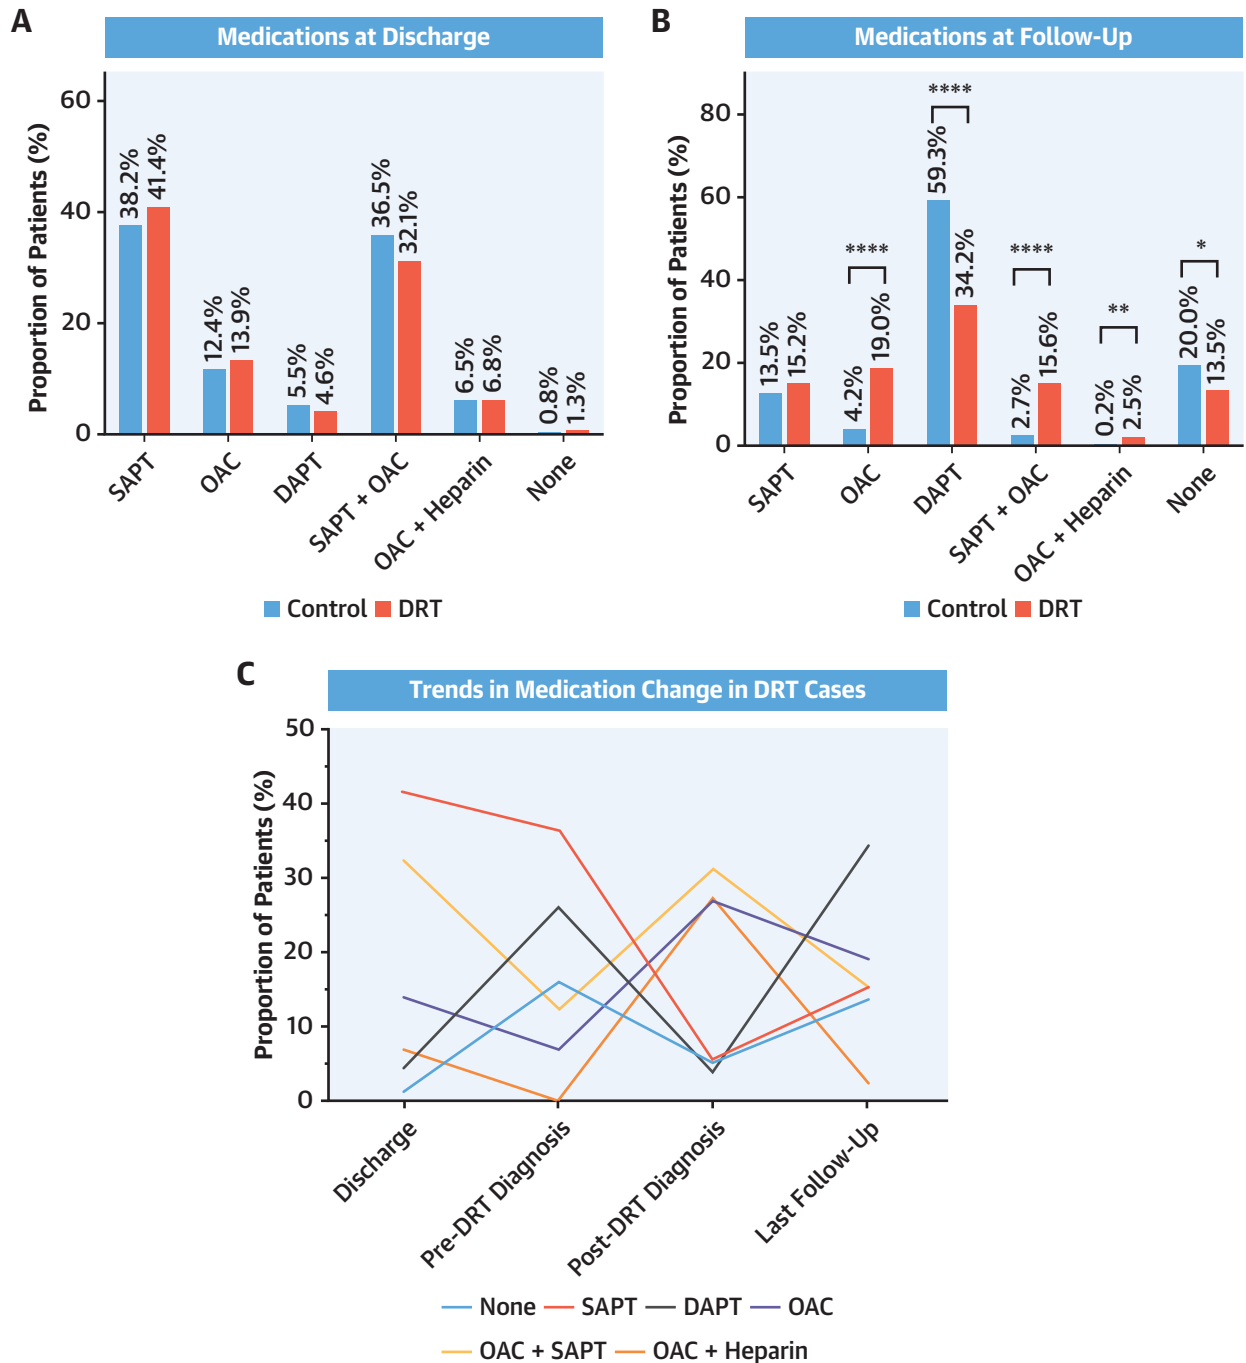 A
Medications at Discharge
Proportion of Patients (%)
60
40
20
0
38.2%
41.4%
12.4%
13.9%
5.5%
4.6%
36.5%
32.1%
6.5%
6.8%
0.8%
1.3%
SAPT
OAC
DAPT
SAPT + OAC
OAC + Heparin
None
Control DRT
B
Medications at Follow-Up
Proportion of Patients (%)
80
60
40
20
0
13.5%
15.2%
****
4.2%
19.0%
****
59.3%
34.2%
****
2.7%
15.6%
**
0.2%
2.5%
*
20.0%
13.5%
SAPT
OAC
DAPT
SAPT + OAC
OAC + Heparin
None
Control DRT
C
Trends in Medication Change in DRT Cases
Proportion of Patients (%)
50
40
30
20
10
0
Discharge
Pre-DRT Diagnosis
Post-DRT Diagnosis
Last Follow-Up
None SAPT DAPT OAC
OAC + SAPT OAC + Heparin